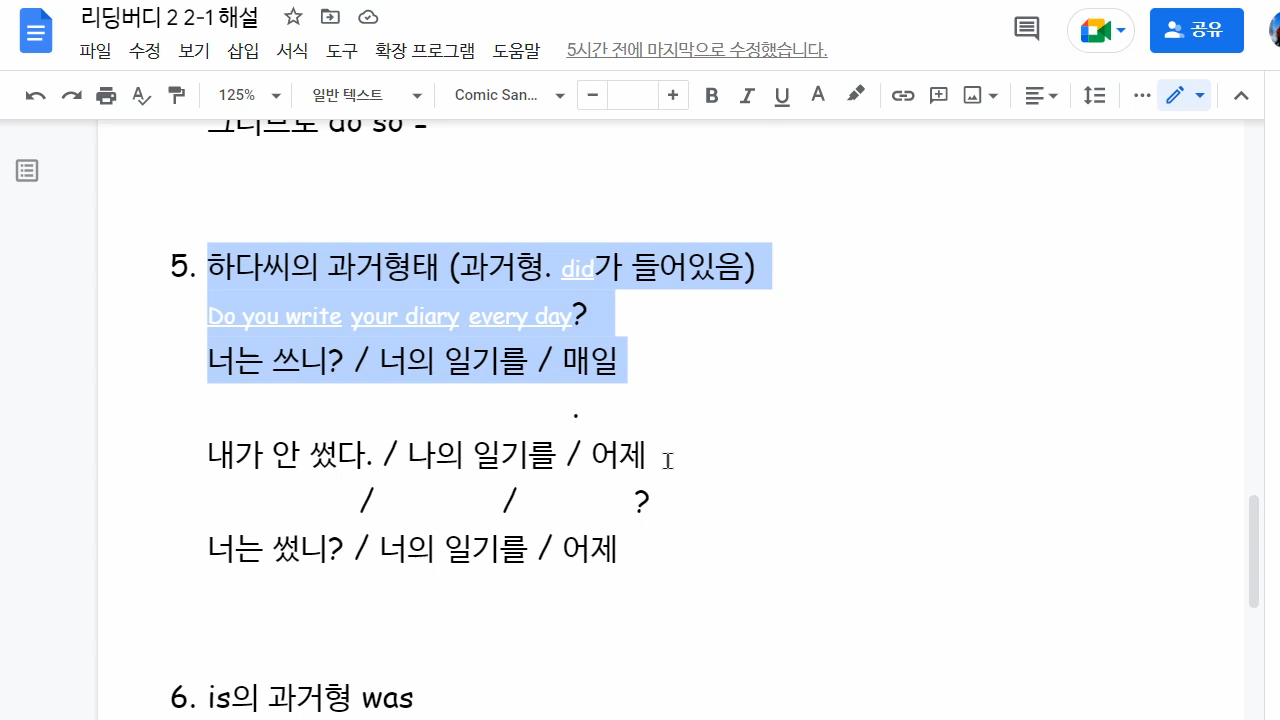 리딩버디 2 2-1 해설
파일 수정 보기 삽입 서식 도구 확장 프로그램 도움말 5시간 전에 마지막으로 수정했습니다.
공유
125% 일반 텍스트 Comic San... − + B I U A
그러므로 do so =
5. 하다씨의 과거형태 (과거형. did가 들어있음)
Do you write your diary every day?
너는 쓰니? / 너의 일기를 / 매일
.
내가 안 썼다. / 나의 일기를 / 어제
/ / ?
너는 썼니? / 너의 일기를 / 어제
6. is의 과거형 was